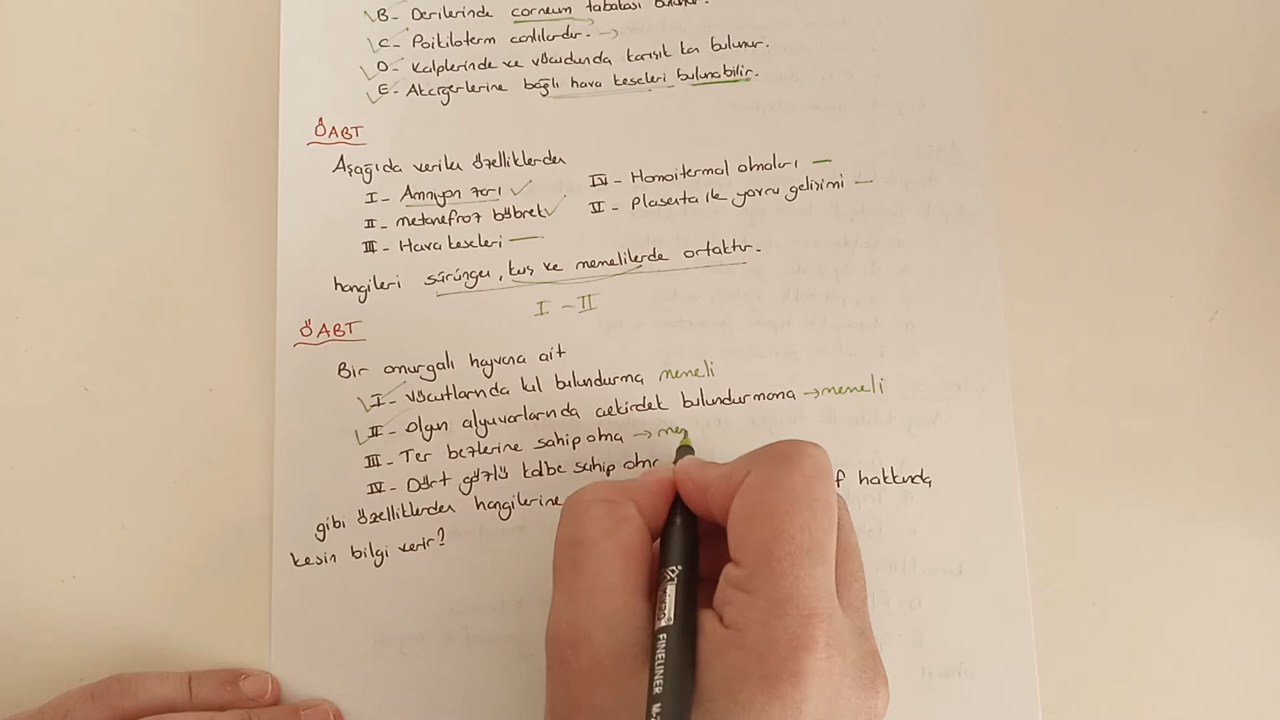 B- Derilerinde corneum tabakası bulunur.
C- Poikiloterm canlılardır. →
D- Kalplerinde ve vücudunda karışık kan bulunur.
E- Akciğerlerine bağlı hava keseleri bulunabilir.
ÖABT
Aşağıda verilen özelliklerden
I- Amniyon zarı ✓
II- metanefroz böbrek ✓
III- Hava keseleri —
IV- Homoitermal olmaları —
V- Plasenta ile yavru gelişimi —
hangileri sürüngen, kuş ve memelilerde ortaktır.
I - II
ÖABT
Bir omurgalı hayvana ait
I- Vücutlarında kıl bulundurma memeli
II- Olgun alyuvarlarında çekirdek bulundurmama → memeli
III- Ter bezlerine sahip olma → mem
IV- Dört gözlü kalbe sahip olma
gibi özelliklerden hangilerine hakkında
kesin bilgi verir?
FINELINER